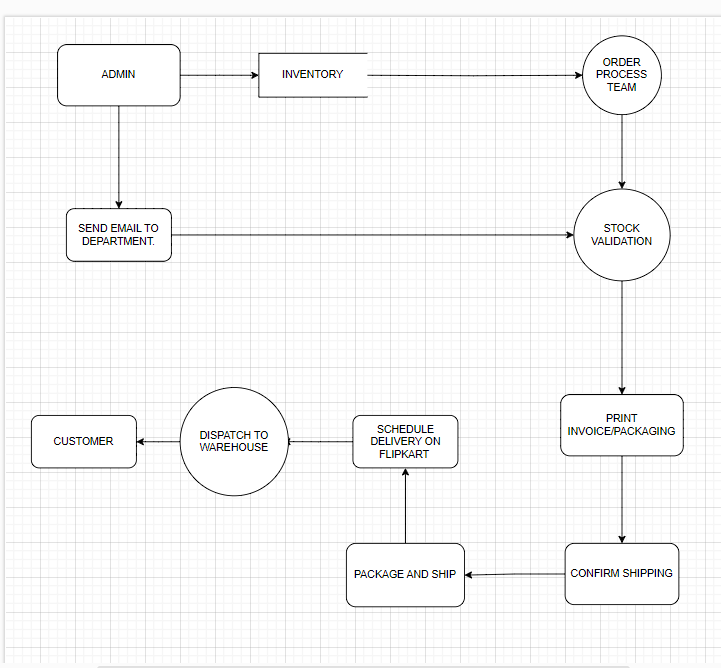 ADMIN
INVENTORY
ORDER
PROCESS
TEAM
SEND EMAIL TO
DEPARTMENT.
STOCK
VALIDATION
PRINT
INVOICE/PACKAGING
CONFIRM SHIPPING
PACKAGE AND SHIP
SCHEDULE
DELIVERY ON
FLIPKART
DISPATCH TO
WAREHOUSE
CUSTOMER